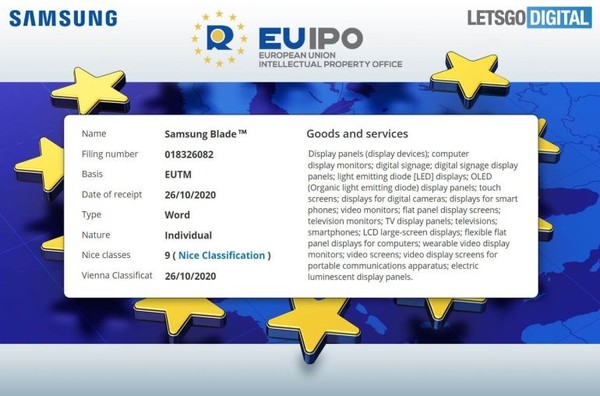 SAMSUNG
LETSGODIGITAL
R
EUIPO
EUROPEAN UNION
INTELLECTUAL PROPERTY OFFICE
Name Samsung Blade™
Filing number 018326082
Basis EUTM
Date of receipt 26/10/2020
Type Word
Nature Individual
Nice classes 9 ( Nice Classification )
Vienna Classificat 26/10/2020
Goods and services
Display panels (display devices); computer
display monitors; digital signage; digital signage display
panels; light emitting diode [LED] displays; OLED
(Organic light emitting diode) display panels; touch
screens; displays for digital cameras; displays for smart
phones; video monitors; flat panel display screens;
television monitors; TV display panels; televisions;
smartphones; LCD large-screen displays; flexible flat
panel displays for computers; wearable video display
monitors; video screens; video display screens for
portable communications apparatus; electric
luminescent display panels.